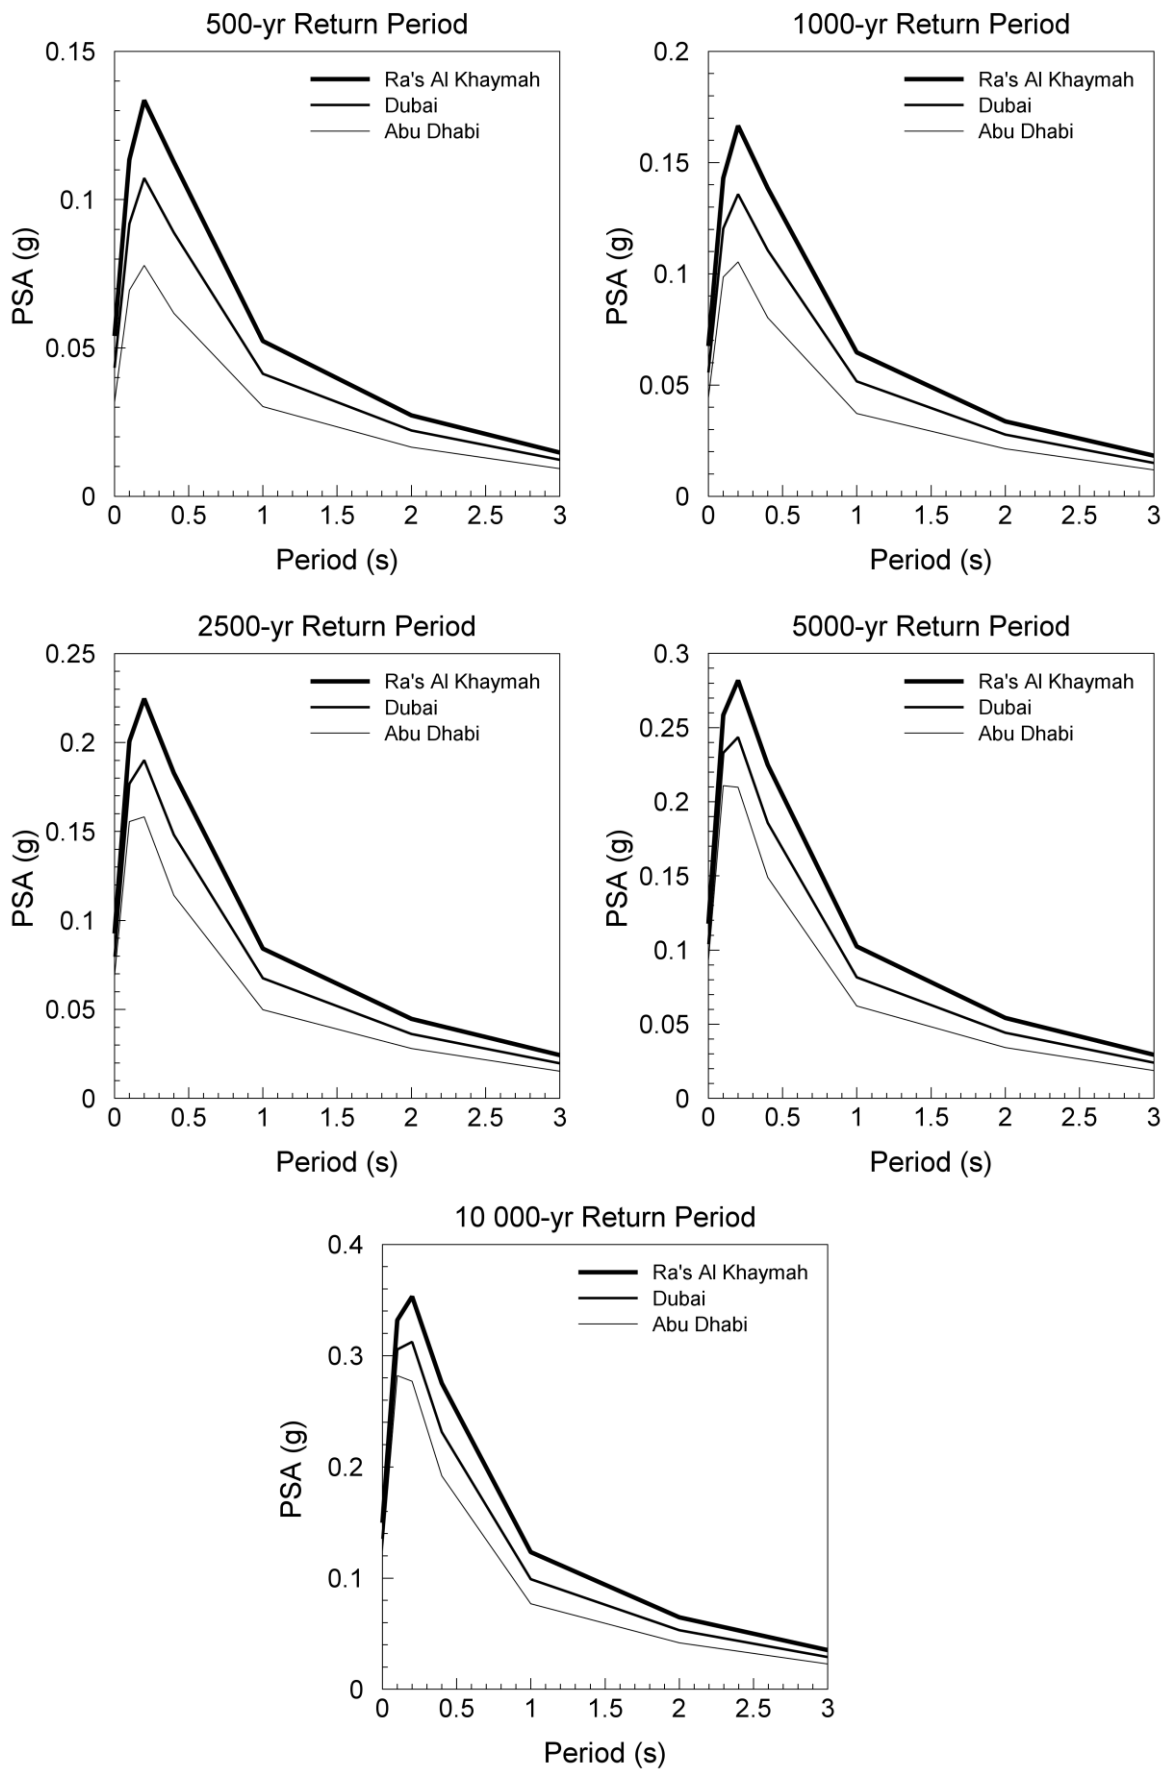 500-yr Return Period
0.15
0.1
0.05
0
PSA (g)
Ra's Al Khaymah
Dubai
Abu Dhabi
0 0.5 1 1.5 2 2.5 3
Period (s)
1000-yr Return Period
0.2
0.15
0.1
0.05
0
PSA (g)
Ra's Al Khaymah
Dubai
Abu Dhabi
0 0.5 1 1.5 2 2.5 3
Period (s)
2500-yr Return Period
0.25
0.2
0.15
0.1
0.05
0
PSA (g)
Ra's Al Khaymah
Dubai
Abu Dhabi
0 0.5 1 1.5 2 2.5 3
Period (s)
5000-yr Return Period
0.3
0.25
0.2
0.15
0.1
0.05
0
PSA (g)
Ra's Al Khaymah
Dubai
Abu Dhabi
0 0.5 1 1.5 2 2.5 3
Period (s)
10 000-yr Return Period
0.4
0.3
0.2
0.1
0
PSA (g)
Ra's Al Khaymah
Dubai
Abu Dhabi
0 0.5 1 1.5 2 2.5 3
Period (s)